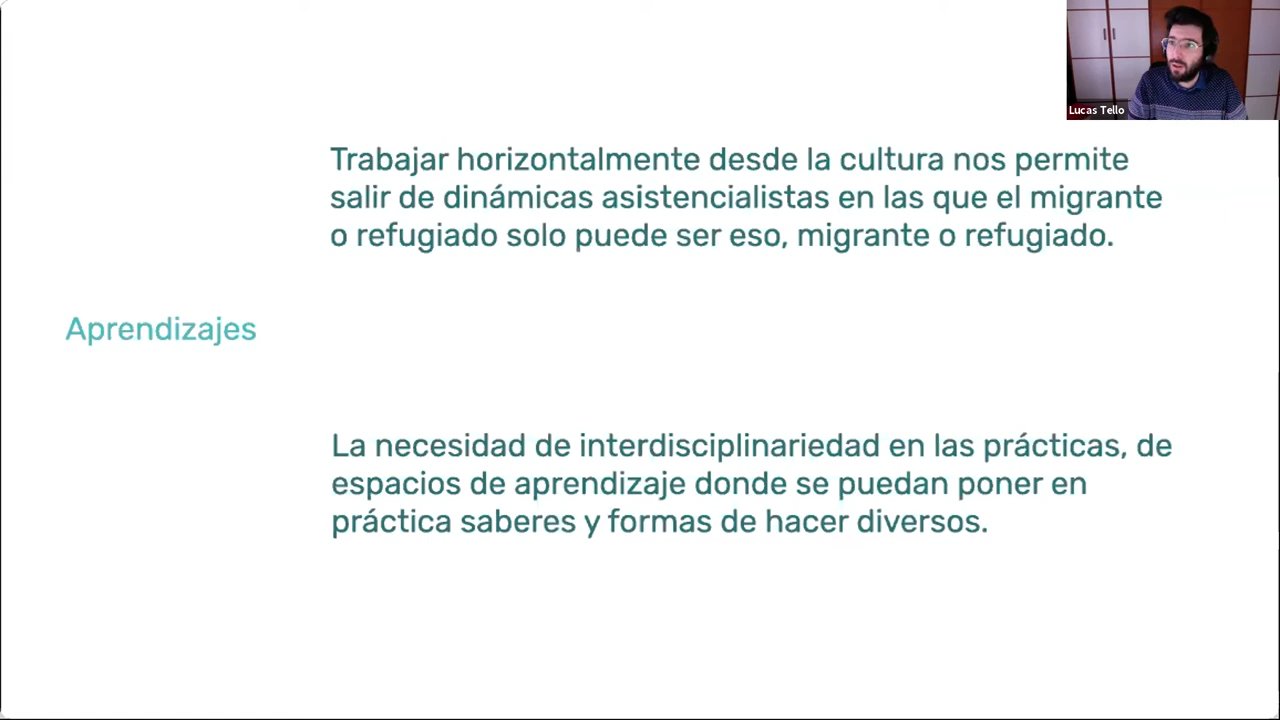 Lucas Tello
Trabajar horizontalmente desde la cultura nos permite
salir de dinámicas asistencialistas en las que el migrante
o refugiado solo puede ser eso, migrante o refugiado.
Aprendizajes
La necesidad de interdisciplinariedad en las prácticas, de
espacios de aprendizaje donde se puedan poner en
práctica saberes y formas de hacer diversos.